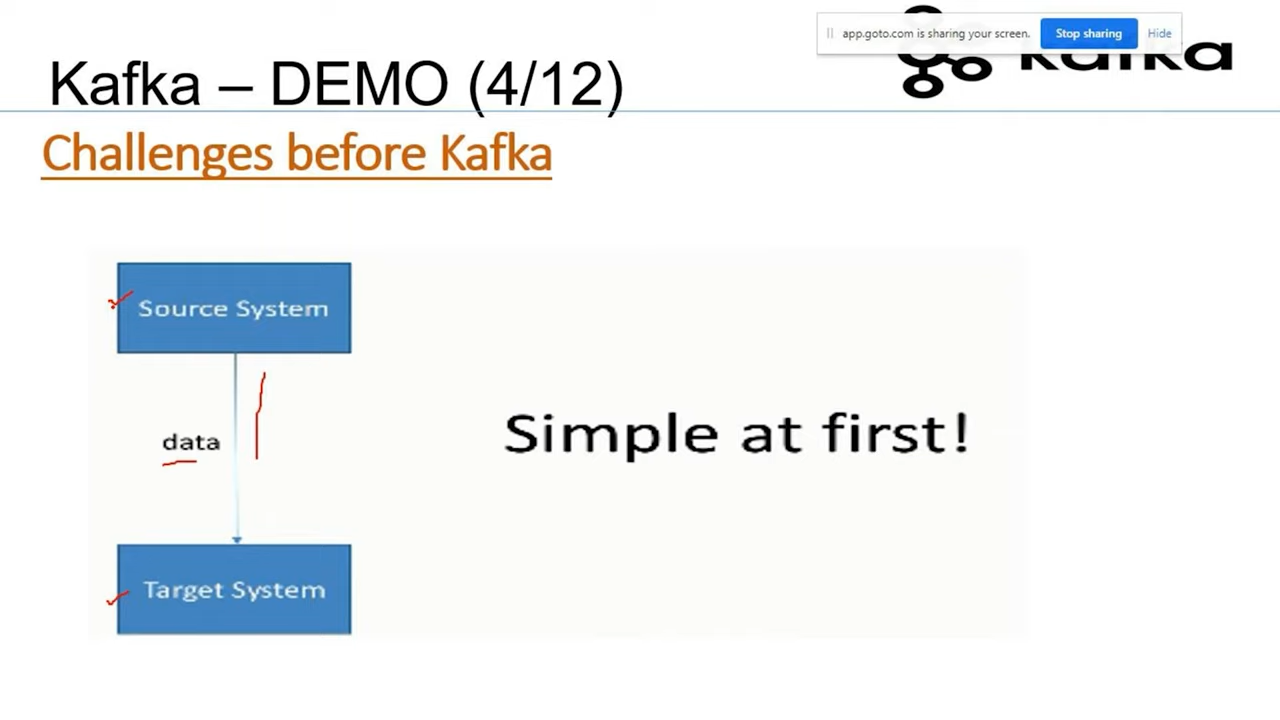 app.goto.com is sharing your screen. Stop sharing Hide
kafka
Kafka – DEMO (4/12)
Challenges before Kafka
Source System
data
Simple at first!
Target System